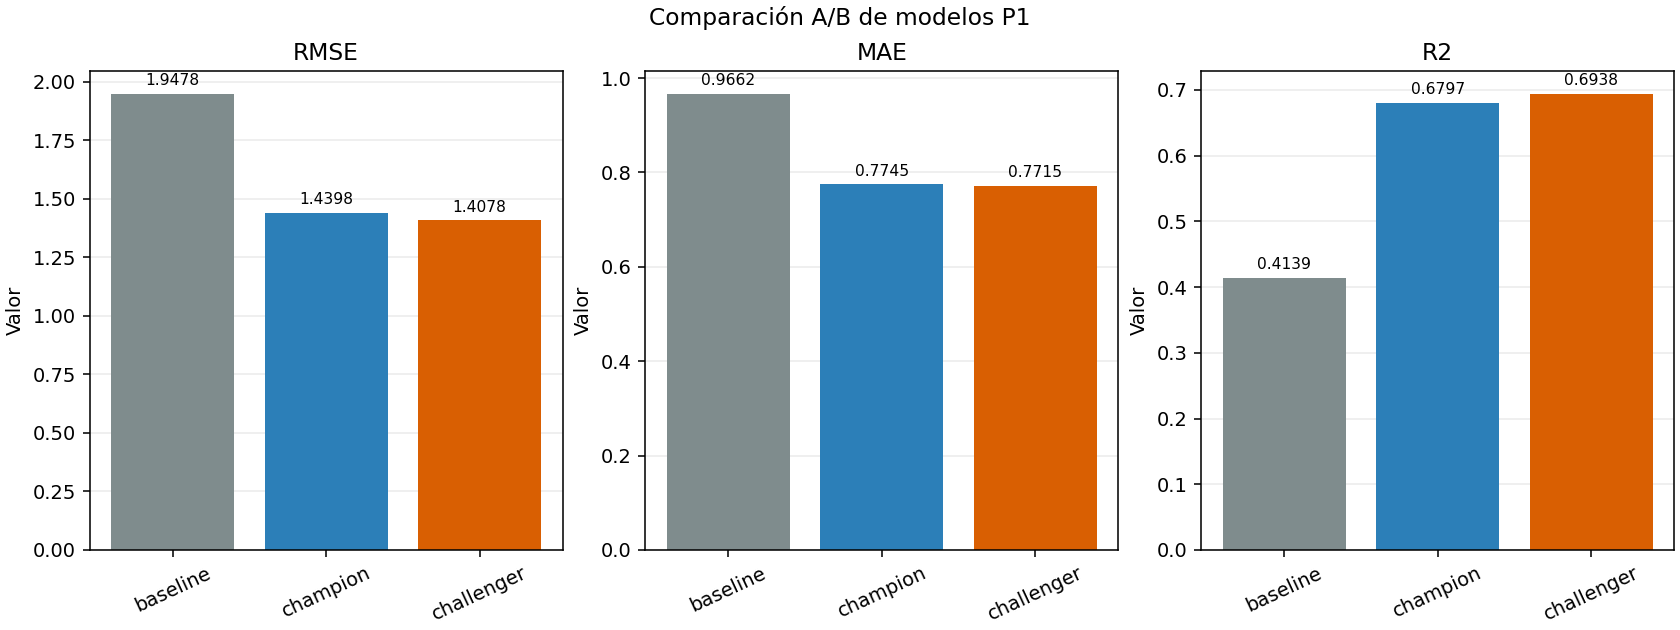 Comparación A/B de modelos P1
RMSE
Valor
2.00
1.75
1.50
1.25
1.00
0.75
0.50
0.25
0.00
1.9478
1.4398
1.4078
baseline
champion
challenger
MAE
Valor
1.0
0.8
0.6
0.4
0.2
0.0
0.9662
0.7745
0.7715
baseline
champion
challenger
R2
Valor
0.7
0.6
0.5
0.4
0.3
0.2
0.1
0.0
0.4139
0.6797
0.6938
baseline
champion
challenger